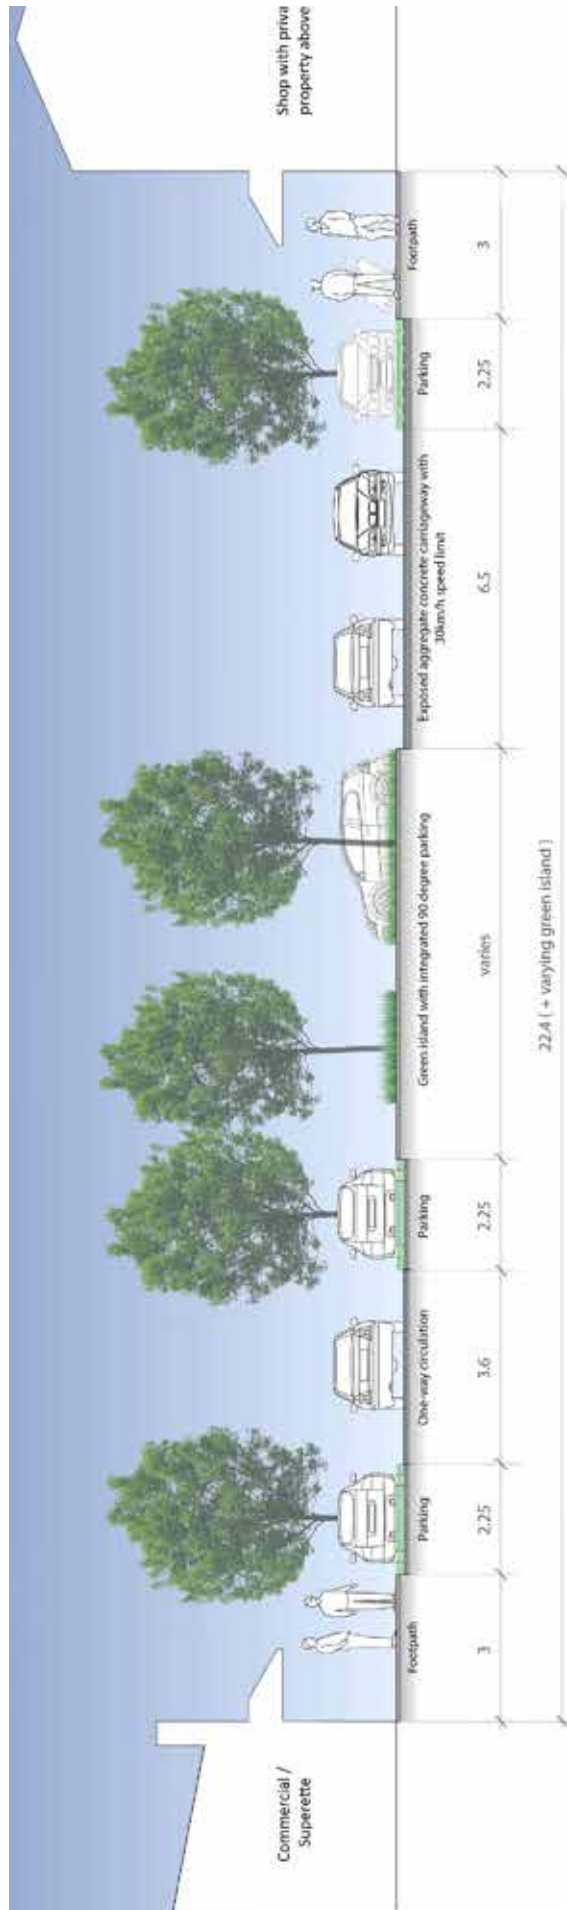 Commercial /
Superette
Shop with priva
property above
Footpath
Parking
One-way circulation
Parking
Green island with integrated 90 degree parking
Exposed aggregate concrete carriageway with
30km/h speed limit
Parking
Footpath
3
2.25
3.6
2.25
varies
6.5
2.25
3
22.4 ( + varying green island )